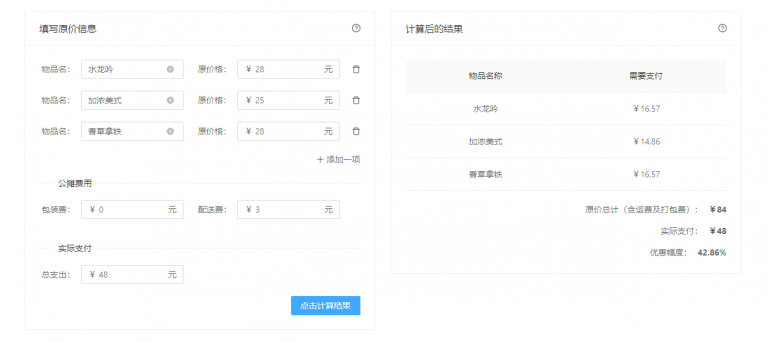 填写原价信息
物品名： 水龙吟 原价格： ¥ 28 元
物品名： 加浓美式 原价格： ¥ 25 元
物品名： 香草拿铁 原价格： ¥ 28 元
+ 添加一项
公摊费用
包装费： ¥ 0 元 配送费： ¥ 3 元
实际支付
总支出： ¥ 48 元
点击计算结果
计算后的结果
物品名称 需要支付
水龙吟 ¥ 16.57
加浓美式 ¥ 14.86
香草拿铁 ¥ 16.57
原价总计（含运费及打包费）： ¥ 84
实际支付： ¥ 48
优惠幅度： 42.86%